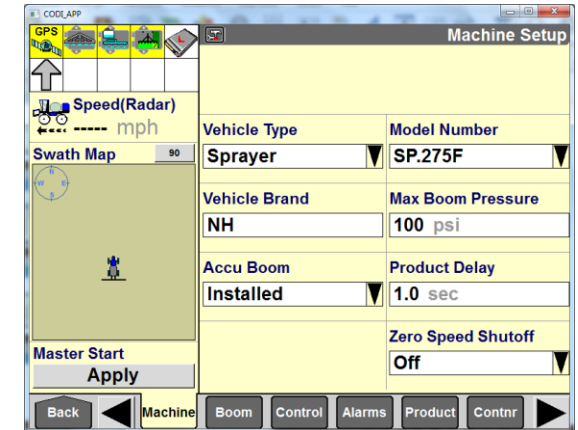 CODI_APP
GPS
L
Machine Setup
Speed(Radar)
----- mph
Swath Map 90
N
W E
S
Vehicle Type
Sprayer
Model Number
SP.275F
Vehicle Brand
NH
Max Boom Pressure
100 psi
Accu Boom
Installed
Product Delay
1.0 sec
Zero Speed Shutoff
Off
Master Start
Apply
Back
Machine
Boom
Control
Alarms
Product
Contnr